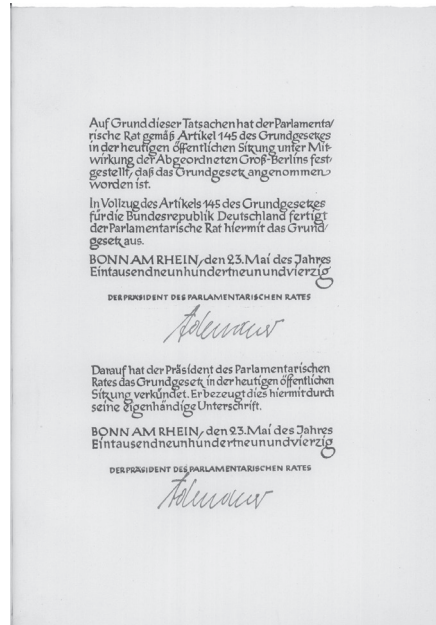 Auf Grund dieser Tatsachen hat der Parlamenta/
rische Rat gemäß Artikel 145 des Grundgesetzes
in der heutigen öffentlichen Sitzung unter Mit-
wirkung der Abgeordneten Groß-Berlins fest-
gestellt, daß das Grundgesetz angenommen
worden ist.
In Vollzug des Artikels 145 des Grundgesetzes
für die Bundesrepublik Deutschland fertigt
der Parlamentarische Rat hiermit das Grund/
gesetz aus.
BONN AM RHEIN, den 23. Mai des Jahres
Eintausendneunhundertneunundvierzig
DER PRÄSIDENT DES PARLAMENTARISCHEN RATES
Adenauer
Darauf hat der Präsident des Parlamentarischen
Rates das Grundgesetz in der heutigen öffentlichen
Sitzung verkündet. Er bezeugt dies hiermit durch
seine eigenhändige Unterschrift.
BONN AM RHEIN, den 23. Mai des Jahres
Eintausendneunhundertneunundvierzig
DER PRÄSIDENT DES PARLAMENTARISCHEN RATES
Adenauer